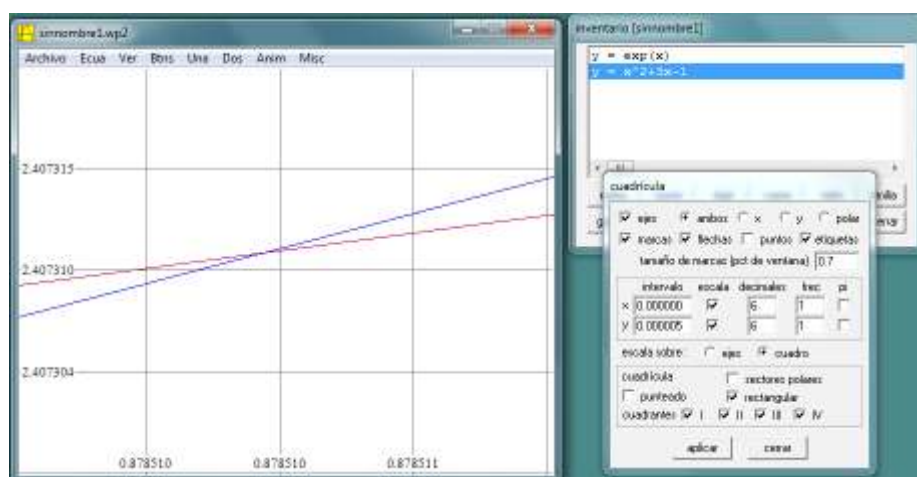 sinnombre1.wp2
Archivo Ecua Ver Btns Una Dos Anim Misc
2.407315
2.407310
2.407304
0.878510 0.878510 0.878511
inventario [sinnombre1]
y = exp(x)
y = x^2+3x-1
cuadrícula
ejes ambos x y polar
marcas flechas puntos etiquetas
tamaño de marcas (pct de ventana) 0.7
intervalo escala decimales frec pi
x 0.000000 6 1
y 0.000005 6 1
escala sobre: ejes cuadro
cuadrícula sectores polares
punteado rectangular
cuadrantes I II III IV
aplicar cerrar